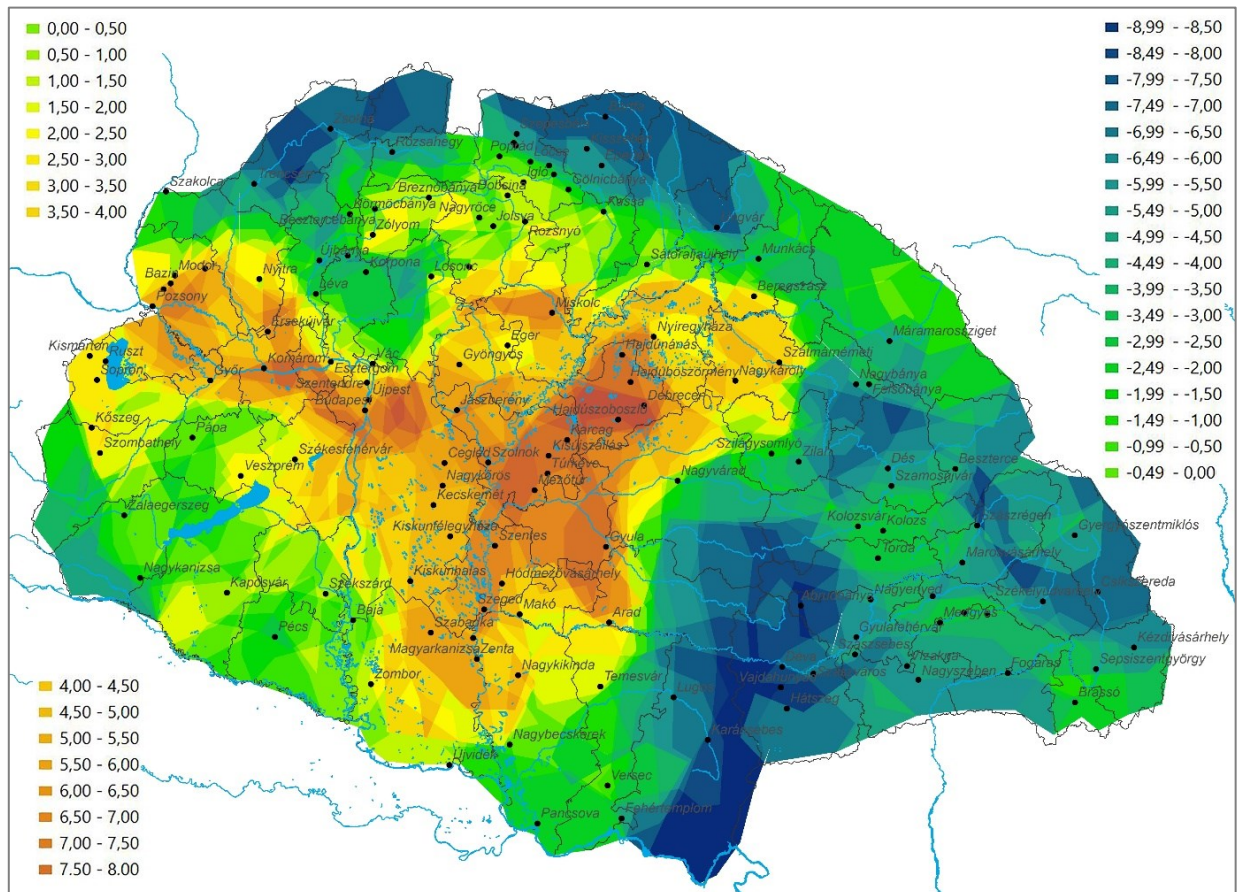 0,00 - 0,50
0,50 - 1,00
1,00 - 1,50
1,50 - 2,00
2,00 - 2,50
2,50 - 3,00
3,00 - 3,50
3,50 - 4,00
-8,99 - -8,50
-8,49 - -8,00
-7,99 - -7,50
-7,49 - -7,00
-6,99 - -6,50
-6,49 - -6,00
-5,99 - -5,50
-5,49 - -5,00
-4,99 - -4,50
-4,49 - -4,00
-3,99 - -3,50
-3,49 - -3,00
-2,99 - -2,50
-2,49 - -2,00
-1,99 - -1,50
-1,49 - -1,00
-0,99 - -0,50
-0,49 - 0,00
Zsolna
Rózsahegy
Poprád
Szakolca
Igló
Gölnicbánya
Breznóbánya
Dobsina
Körmöcbánya
Nagyrőce
Jolsva
Kassa
Besztercebánya
Zólyom
Rozsnyó
Ungvár
Újbánya
Korpona
Losonc
Sátoraljaújhely
Munkács
Modor
Bazin
Nyitra
Léva
Beregszász
Pozsony
Miskolc
Érsekújvár
Eger
Nyíregyháza
Máramarossziget
Kismarton
Ruszt
Sopron
Győr
Komárom
Vác
Esztergom
Gyöngyös
Hajdúnánás
Szatmárnémeti
Szentendre
Újpest
Budapest
Hajdúböszörmény
Nagykároly
Nagybánya
Felsőbánya
Kőszeg
Pápa
Jászberény
Hajdúszoboszló
Debrecen
Karcag
Szombathely
Székesfehérvár
Cegléd
Szolnok
Kisújszállás
Szilágysomlyó
Zilah
Dés
Beszterce
Veszprém
Nagykőrös
Túrkeve
Mezőtúr
Nagyvárad
Szamosújvár
Kecskemét
Zalaegerszeg
Kiskunfélegyháza
Szentes
Gyula
Kolozsvár
Kolozs
Szászrégen
Gyergyószentmiklós
Torda
Marosvásárhely
Nagykanizsa
Kaposvár
Szekszárd
Kiskunhalas
Hódmezővásárhely
Székelyudvarhely
Csíkszereda
Baja
Szeged
Makó
Arad
Abrudbánya
Nagyenyed
Medgyes
Pécs
Szabadka
Gyulafehérvár
Kézdivásárhely
Magyarkanizsa
Zenta
Szászsebes
Vízakna
Sepsiszentgyörgy
Zombor
Nagykikinda
Temesvár
Lugos
Déva
Nagyszeben
Fogaras
Brassó
Hátszeg
Karánsebes
Nagybecskerek
Újvidék
Versec
Pancsova
Fehértemplom
4,00 - 4,50
4,50 - 5,00
5,00 - 5,50
5,50 - 6,00
6,00 - 6,50
6,50 - 7,00
7,00 - 7,50
7.50 - 8.00